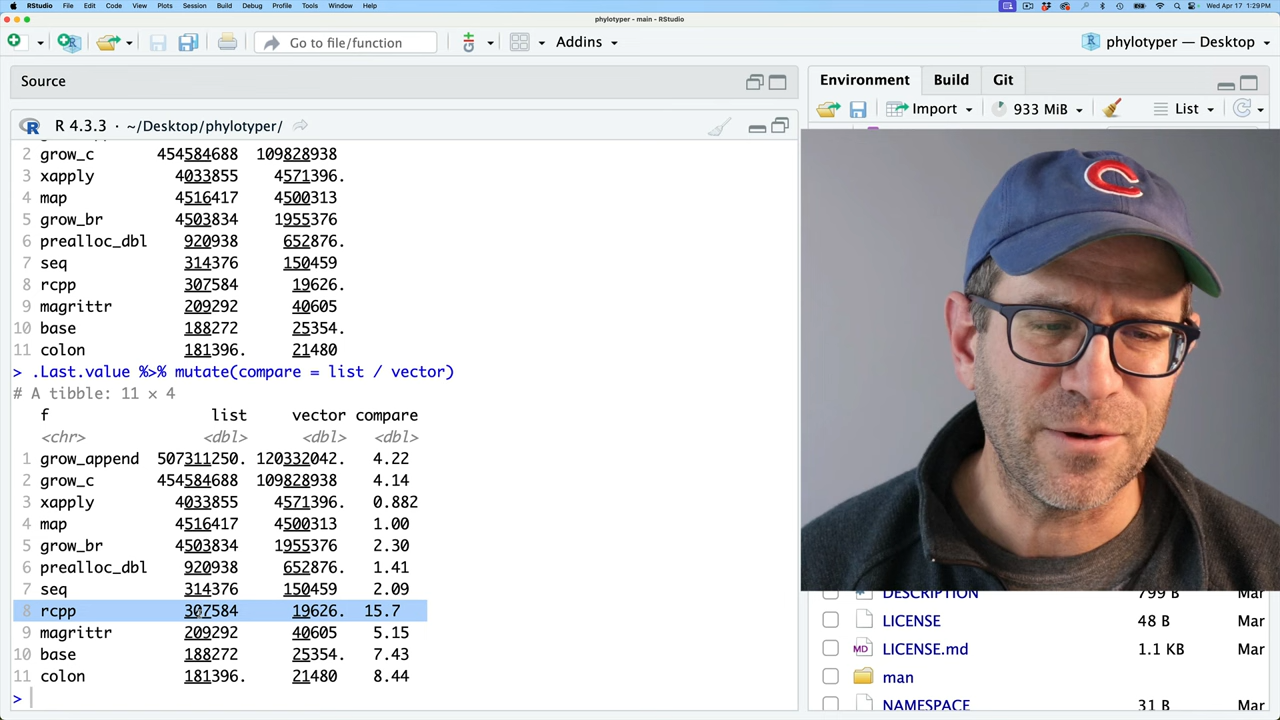 RStudio File Edit Code View Plots Session Build Debug Profile Tools Window Help Wed Apr 17 1:29 PM
phylotyper - main - RStudio
Go to file/function Addins phylotyper — Desktop
Source
R 4.3.3 · ~/Desktop/phylotyper/
2 grow_c 454584688 109828938
3 xapply 4033855 4571396.
4 map 4516417 4500313
5 grow_br 4503834 1955376
6 prealloc_dbl 920938 652876.
7 seq 314376 150459
8 rcpp 307584 19626.
9 magrittr 209292 40605
10 base 188272 25354.
11 colon 181396. 21480
> .Last.value %>% mutate(compare = list / vector)
# A tibble: 11 × 4
f list vector compare
<chr> <dbl> <dbl> <dbl>
1 grow_append 507311250. 120332042. 4.22
2 grow_c 454584688 109828938 4.14
3 xapply 4033855 4571396. 0.882
4 map 4516417 4500313 1.00
5 grow_br 4503834 1955376 2.30
6 prealloc_dbl 920938 652876. 1.41
7 seq 314376 150459 2.09
8 rcpp 307584 19626. 15.7
9 magrittr 209292 40605 5.15
10 base 188272 25354. 7.43
11 colon 181396. 21480 8.44
>
Environment Build Git
Import 933 MiB List
C
DESCRIPTION 799 B Mar
LICENSE 48 B Mar
LICENSE.md 1.1 KB Mar
man
NAMESPACE 31 B Mar